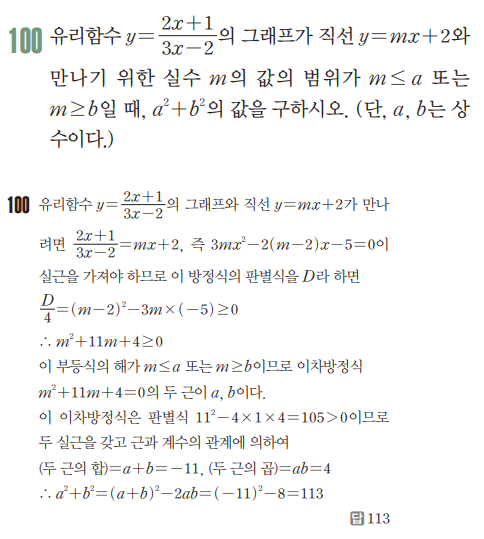 100 유리함수 y=\frac{2x+1}{3x-2}의 그래프가 직선 y=mx+2와
만나기 위한 실수 m의 값의 범위가 m≤a 또는
m≥b일 때, a²+b²의 값을 구하시오. (단, a, b는 상
수이다.)
100 유리함수 y=\frac{2x+1}{3x-2}의 그래프와 직선 y=mx+2가 만나
려면 \frac{2x+1}{3x-2}=mx+2, 즉 3mx²-2(m-2)x-5=0이
실근을 가져야 하므로 이 방정식의 판별식을 D라 하면
\frac{D}{4}=(m-2)²-3m×(-5)≥0
∴ m²+11m+4≥0
이 부등식의 해가 m≤a 또는 m≥b이므로 이차방정식
m²+11m+4=0의 두 근이 a, b이다.
이 이차방정식은 판별식 11²-4×1×4=105>0이므로
두 실근을 갖고 근과 계수의 관계에 의하여
(두 근의 합)=a+b=-11, (두 근의 곱)=ab=4
∴ a²+b²=(a+b)²-2ab=(-11)²-8=113
답 113